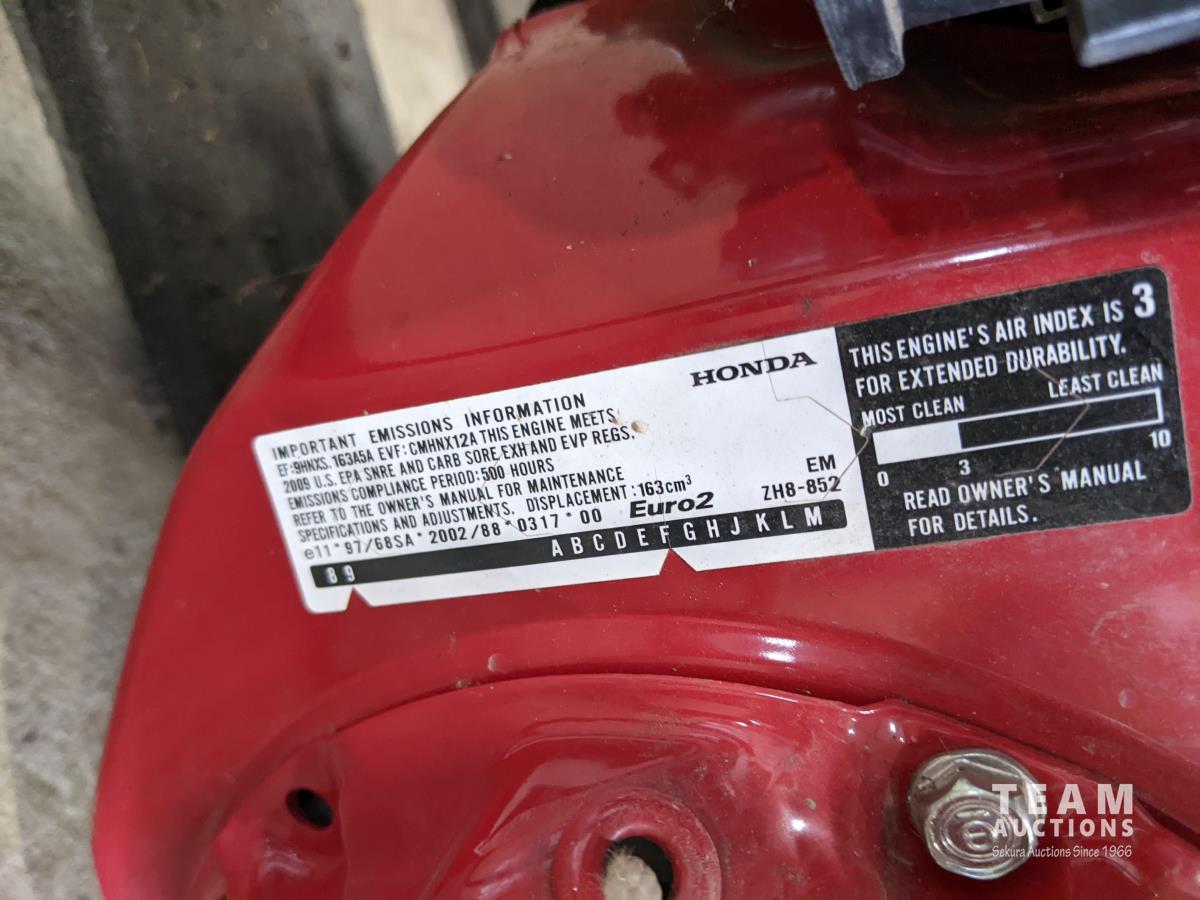 IMPORTANT EMISSIONS INFORMATION
HONDA
EF:9HNXS.163A5A EVF:CMHNX12A THIS ENGINE MEETS
2009 U.S. EPA SNRE AND CARB SORE EXH AND EVP REGS.
EMISSIONS COMPLIANCE PERIOD:500 HOURS
REFER TO THE OWNER'S MANUAL FOR MAINTENANCE
SPECIFICATIONS AND ADJUSTMENTS. DISPLACEMENT:163cm³
EM
e11*97/68SA*2002/88*0317*00 Euro2 ZH8-852
8 9 A B C D E F G H J K L M
THIS ENGINE'S AIR INDEX IS 3
FOR EXTENDED DURABILITY.
MOST CLEAN LEAST CLEAN
0 3 10
READ OWNER'S MANUAL
FOR DETAILS.
TEAM
AUCTIONS
Sekura Auctions Since 1966